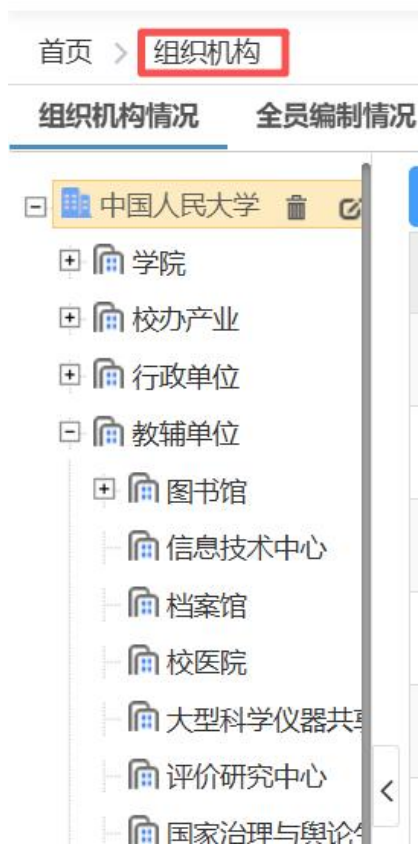 首页 > 组织机构
组织机构情况 全员编制情况
中国人民大学
学院
校办产业
行政单位
教辅单位
图书馆
信息技术中心
档案馆
校医院
大型科学仪器共
评价研究中心
国家治理与舆论